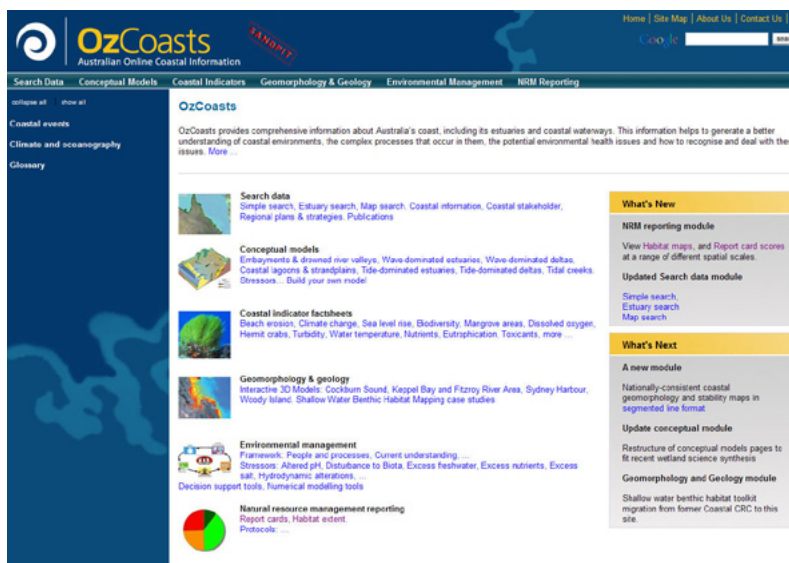 Home | Site Map | About Us | Contact Us |
OzCoasts
Australian Online Coastal Information
SANDPIT
Google
Search Data Conceptual Models Coastal Indicators Geomorphology & Geology Environmental Management NRM Reporting
collapse all | show all
Coastal events
Climate and oceanography
Glossary
OzCoasts
OzCoasts provides comprehensive information about Australia's coast, including its estuaries and coastal waterways. This information helps to generate a better
understanding of coastal environments, the complex processes that occur in them, the potential environmental health issues and how to recognise and deal with the
issues. More ...
Search data
Simple search, Estuary search, Map search. Coastal information, Coastal stakeholder,
Regional plans & strategies. Publications
Conceptual models
Embayments & drowned river valleys, Wave-dominated estuaries, Wave-dominated deltas,
Coastal lagoons & strandplains, Tide-dominated estuaries, Tide-dominated deltas, Tidal creeks.
Stressors... Build your own model
Coastal indicator factsheets
Beach erosion, Climate change, Sea level rise, Biodiversity, Mangrove areas, Dissolved oxygen,
Hermit crabs, Turbidity, Water temperature, Nutrients, Eutrophication. Toxicants, more ...
Geomorphology & geology
Interactive 3D Models: Cockburn Sound, Keppel Bay and Fitzroy River Area, Sydney Harbour,
Woody Island. Shallow Water Benthic Habitat Mapping case studies
Environmental management
Framework: People and processes, Current understanding, ...
Stressors: Altered pH, Disturbance to Biota, Excess freshwater, Excess nutrients, Excess
salt, Hydrodynamic alterations, ...
Decision support tools, Numerical modelling tools
Natural resource management reporting
Report cards, Habitat extent.
Protocols: ...
What's New
NRM reporting module
View Habitat maps, and Report card scores
at a range of different spatial scales.
Updated Search data module
Simple search,
Estuary search
Map search
What's Next
A new module
Nationally-consistent coastal
geomorphology and stability maps in
segmented line format
Update conceptual module
Restructure of conceptual models pages to
fit recent wetland science synthesis
Geomorphology and Geology module
Shallow water benthic habitat toolkit
migration from former Coastal CRC to this
site.